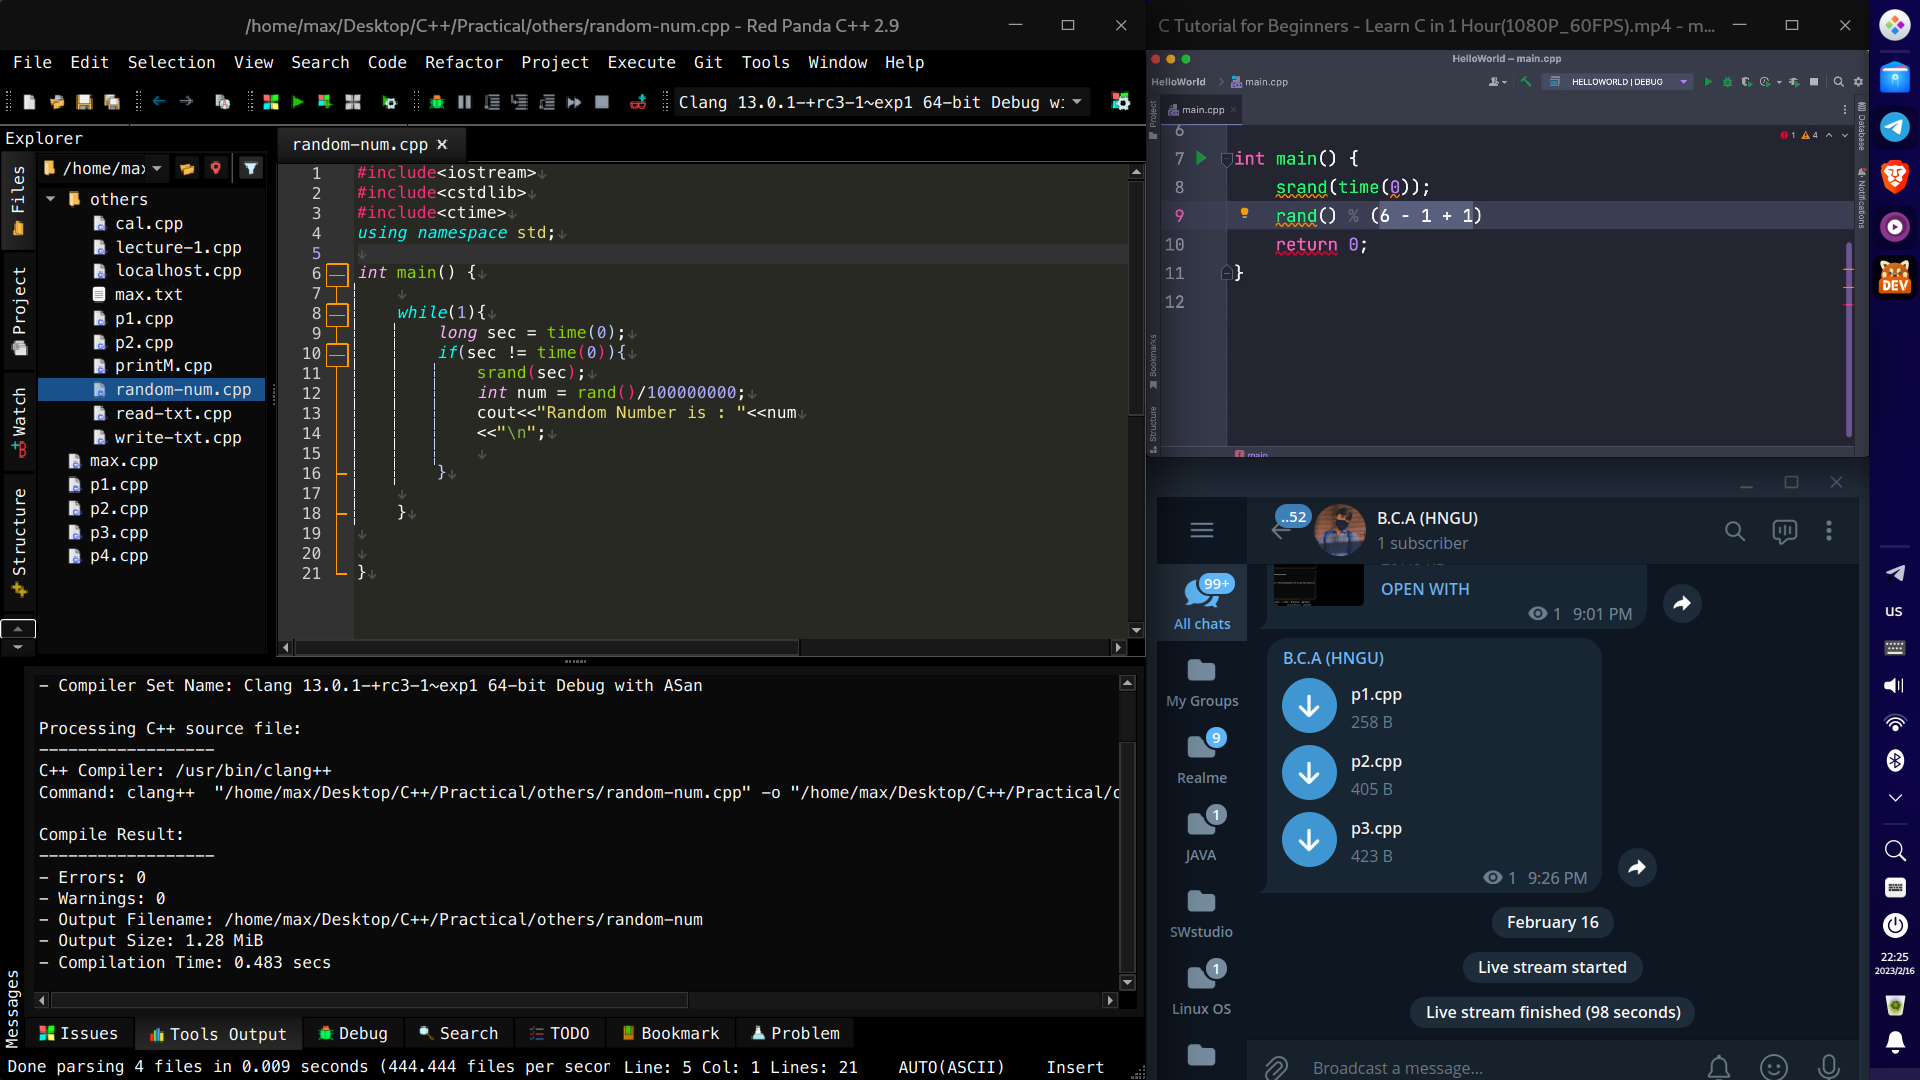 /home/max/Desktop/C++/Practical/others/random-num.cpp - Red Panda C++ 2.9
File Edit Selection View Search Code Refactor Project Execute Git Tools Window Help
Clang 13.0.1-+rc3-1~exp1 64-bit Debug w:
Explorer
Files
Project
Watch
Structure
/home/max
others
cal.cpp
lecture-1.cpp
localhost.cpp
max.txt
p1.cpp
p2.cpp
printM.cpp
random-num.cpp
read-txt.cpp
write-txt.cpp
max.cpp
p1.cpp
p2.cpp
p3.cpp
p4.cpp
random-num.cpp
1 #include<iostream>
2 #include<cstdlib>
3 #include<ctime>
4 using namespace std;
5
6 int main() {
7
8 while(1){
9 long sec = time(0);
10 if(sec != time(0)){
11 srand(sec);
12 int num = rand()/100000000;
13 cout<<"Random Number is : "<<num
14 <<"\n";
15
16 }
17
18 }
19
20
21 }
Messages
- Compiler Set Name: Clang 13.0.1-+rc3-1~exp1 64-bit Debug with ASan
Processing C++ source file:
------------------
C++ Compiler: /usr/bin/clang++
Command: clang++ "/home/max/Desktop/C++/Practical/others/random-num.cpp" -o "/home/max/Desktop/C++/Practical/o
Compile Result:
------------------
- Errors: 0
- Warnings: 0
- Output Filename: /home/max/Desktop/C++/Practical/others/random-num
- Output Size: 1.28 MiB
- Compilation Time: 0.483 secs
Issues Tools Output Debug Search TODO Bookmark Problem
Done parsing 4 files in 0.009 seconds (444.444 files per secon Line: 5 Col: 1 Lines: 21 AUTO(ASCII) Insert
C Tutorial for Beginners - Learn C in 1 Hour(1080P_60FPS).mp4 - m...
HelloWorld – main.cpp
HelloWorld main.cpp HELLOWORLD | DEBUG
main.cpp
Project
Bookmarks
Structure
Database
Notifications
1 4
6
7 int main() {
8 srand(time(0));
9 rand() % (6 - 1 + 1)
10 return 0;
11 }
12
main
..52
B.C.A (HNGU)
1 subscriber
99+
All chats
My Groups
9
Realme
1
JAVA
SWstudio
1
Linux OS
OPEN WITH
1 9:01 PM
B.C.A (HNGU)
p1.cpp
258 B
p2.cpp
405 B
p3.cpp
423 B
1 9:26 PM
February 16
Live stream started
Live stream finished (98 seconds)
Broadcast a message...
DEV
us
22:25
2023/2/16